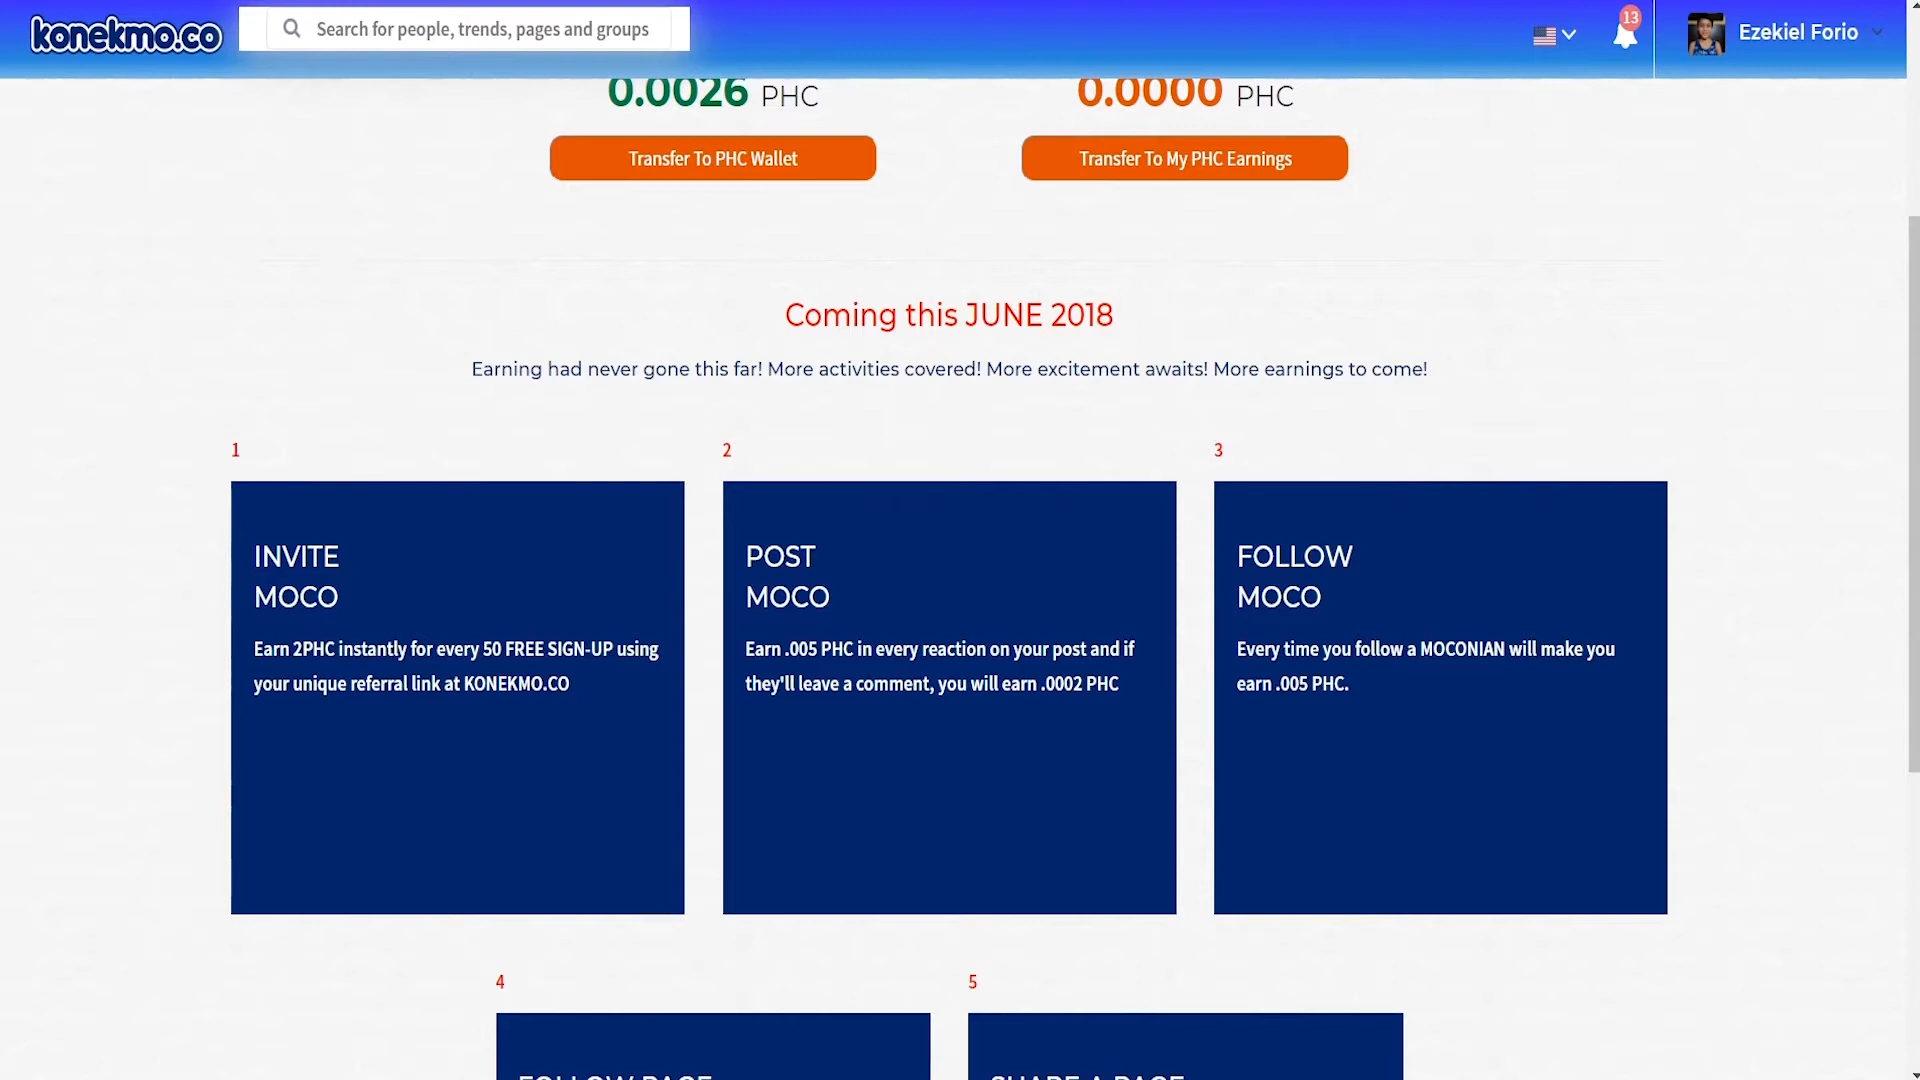 konekmo.co
Search for people, trends, pages and groups
13
Ezekiel Forio
0.0026 PHC
0.0000 PHC
Transfer To PHC Wallet
Transfer To My PHC Earnings
Coming this JUNE 2018
Earning had never gone this far! More activities covered! More excitement awaits! More earnings to come!
1
INVITE
MOCO
Earn 2PHC instantly for every 50 FREE SIGN-UP using
your unique referral link at KONEKMO.CO
2
POST
MOCO
Earn .005 PHC in every reaction on your post and if
they'll leave a comment, you will earn .0002 PHC
3
FOLLOW
MOCO
Every time you follow a MOCONIAN will make you
earn .005 PHC.
4
FOLLOW PAGE
5
SHARE A PAGE